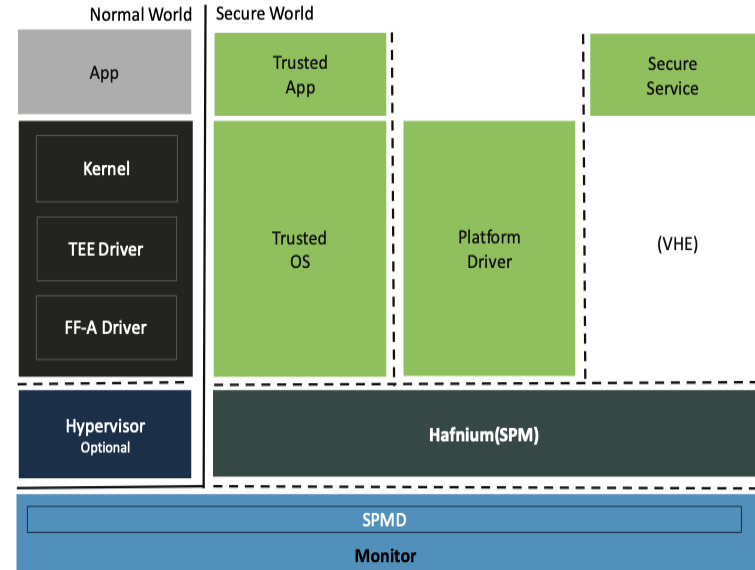 Normal World
Secure World
App
Trusted
App
Secure
Service
Kernel
TEE Driver
FF-A Driver
Trusted
OS
Platform
Driver
(VHE)
Hypervisor
Optional
Hafnium(SPM)
SPMD
Monitor